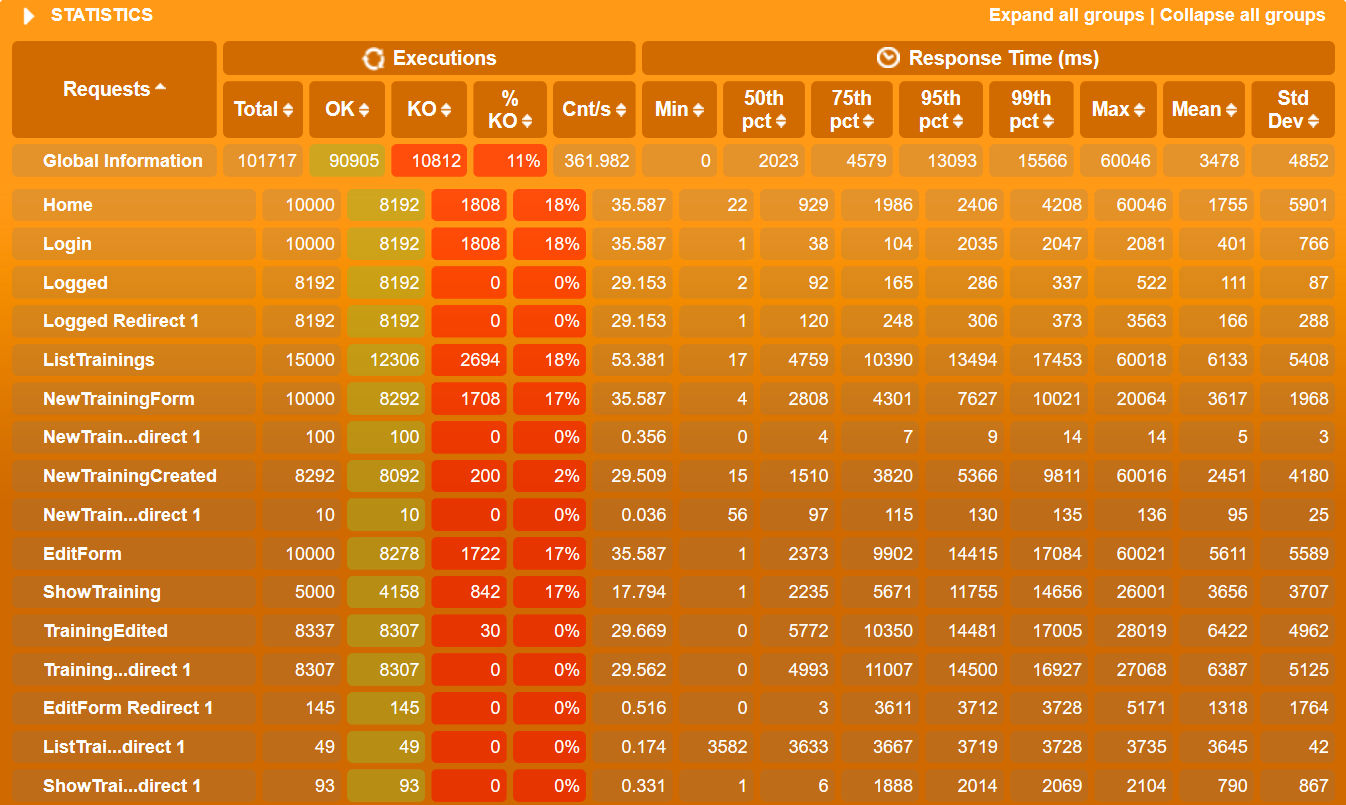 STATISTICS Expand all groups | Collapse all groups
Requests Executions Response Time (ms)
Total OK KO % KO Cnt/s Min 50th pct 75th pct 95th pct 99th pct Max Mean Std Dev
Global Information 101717 90905 10812 11% 361.982 0 2023 4579 13093 15566 60046 3478 4852
Home 10000 8192 1808 18% 35.587 22 929 1986 2406 4208 60046 1755 5901
Login 10000 8192 1808 18% 35.587 1 38 104 2035 2047 2081 401 766
Logged 8192 8192 0 0% 29.153 2 92 165 286 337 522 111 87
Logged Redirect 1 8192 8192 0 0% 29.153 1 120 248 306 373 3563 166 288
ListTrainings 15000 12306 2694 18% 53.381 17 4759 10390 13494 17453 60018 6133 5408
NewTrainingForm 10000 8292 1708 17% 35.587 4 2808 4301 7627 10021 20064 3617 1968
NewTrain...direct 1 100 100 0 0% 0.356 0 4 7 9 14 14 5 3
NewTrainingCreated 8292 8092 200 2% 29.509 15 1510 3820 5366 9811 60016 2451 4180
NewTrain...direct 1 10 10 0 0% 0.036 56 97 115 130 135 136 95 25
EditForm 10000 8278 1722 17% 35.587 1 2373 9902 14415 17084 60021 5611 5589
ShowTraining 5000 4158 842 17% 17.794 1 2235 5671 11755 14656 26001 3656 3707
TrainingEdited 8337 8307 30 0% 29.669 0 5772 10350 14481 17005 28019 6422 4962
Training...direct 1 8307 8307 0 0% 29.562 0 4993 11007 14500 16927 27068 6387 5125
EditForm Redirect 1 145 145 0 0% 0.516 0 3 3611 3712 3728 5171 1318 1764
ListTrai...direct 1 49 49 0 0% 0.174 3582 3633 3667 3719 3728 3735 3645 42
ShowTrai...direct 1 93 93 0 0% 0.331 1 6 1888 2014 2069 2104 790 867